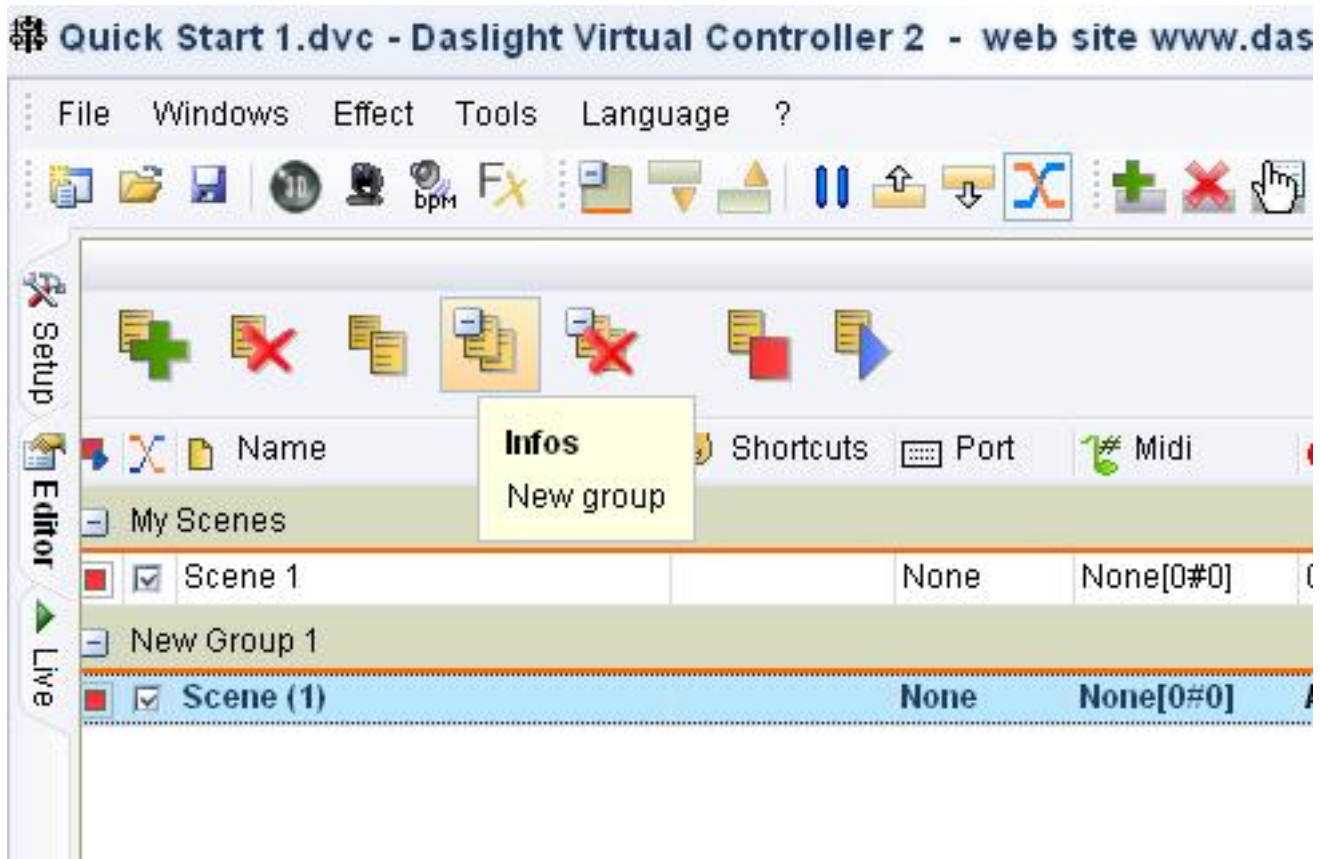 Quick Start 1.dvc - Daslight Virtual Controller 2 - web site www.das
File Windows Effect Tools Language ?
3D BPM Fx
Setup
Editor
Live
Infos
New group
Name Shortcuts Port Midi
My Scenes
Scene 1 None None[0#0]
New Group 1
Scene (1) None None[0#0]